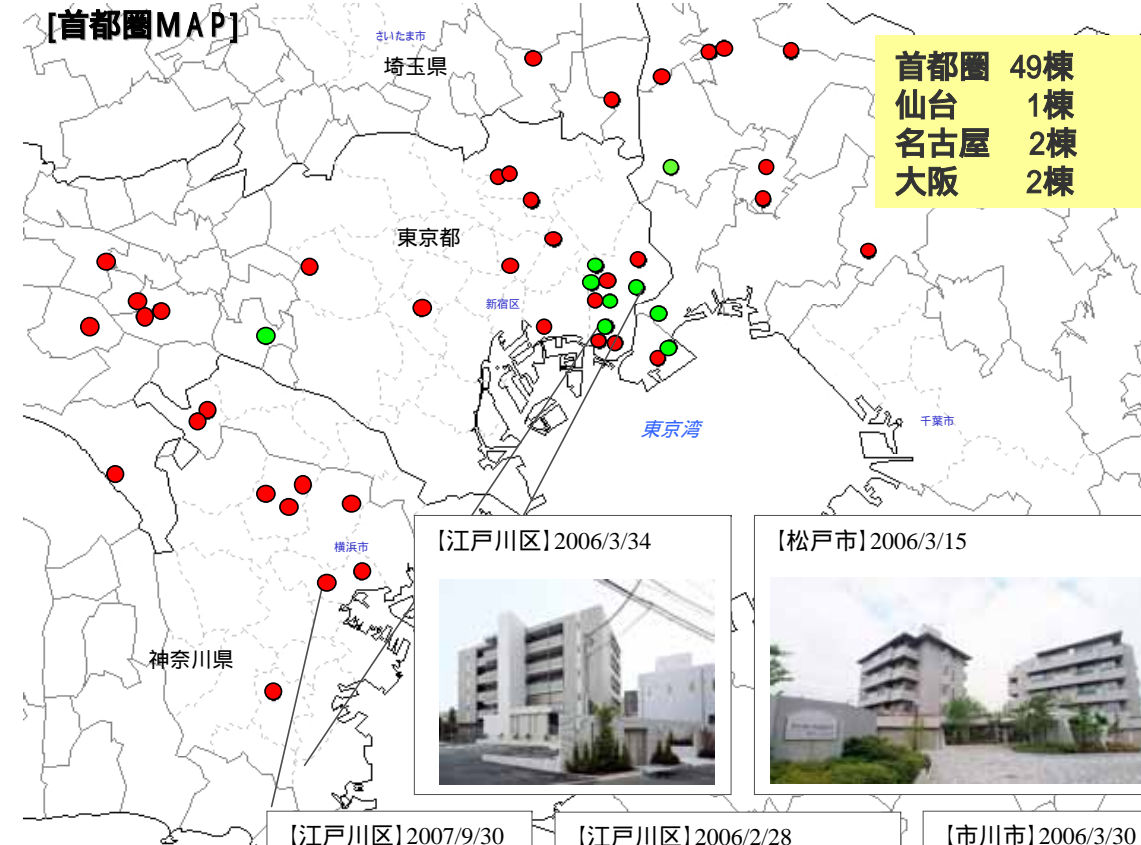 [首都圏MAP]
さいたま市
埼玉県
首都圏 49棟
仙台 1棟
名古屋 2棟
大阪 2棟
東京都
新宿区
東京湾
千葉市
横浜市
神奈川県
【江戸川区】2006/3/34
【松戸市】2006/3/15
【江戸川区】2007/9/30
【江戸川区】2006/2/28
【市川市】2006/3/30